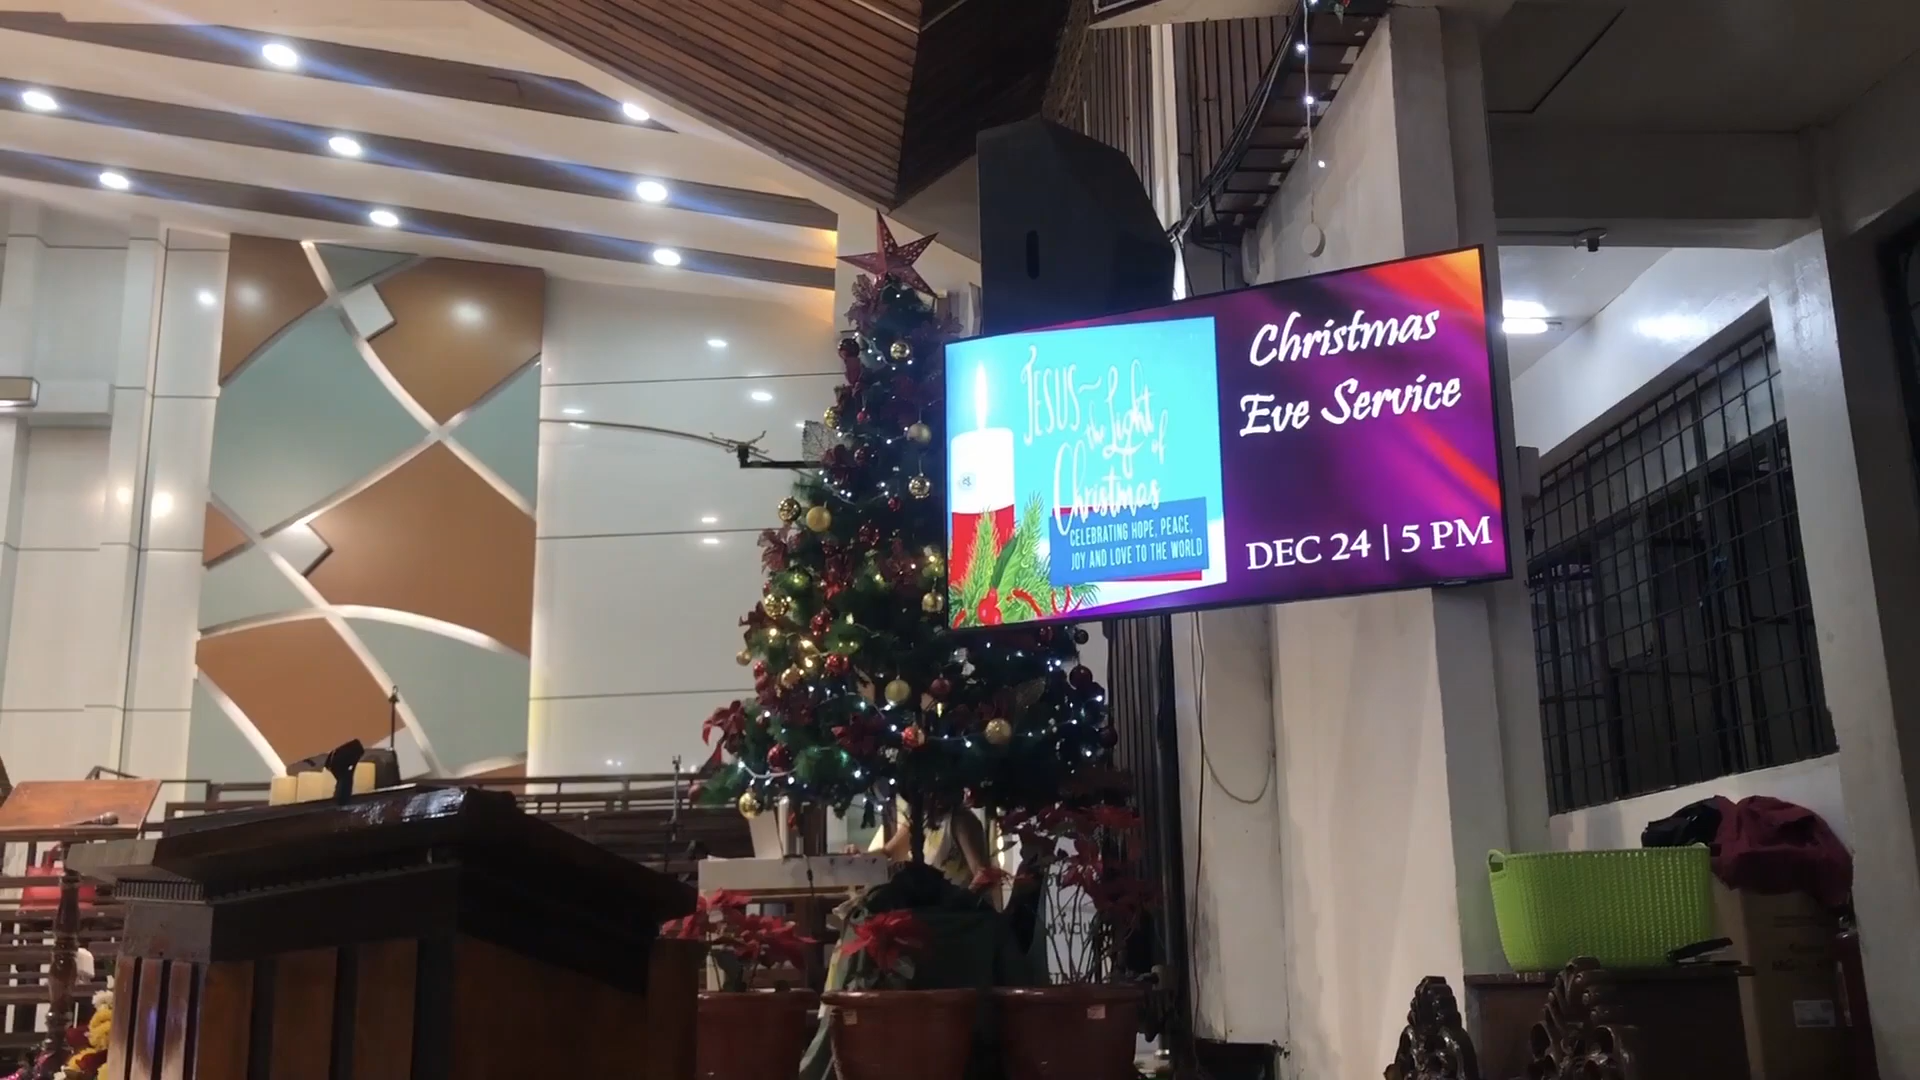 JESUS~
the Light
of
Christmas
CELEBRATING HOPE, PEACE,
JOY AND LOVE TO THE WORLD
Christmas
Eve Service
DEC 24 | 5 PM